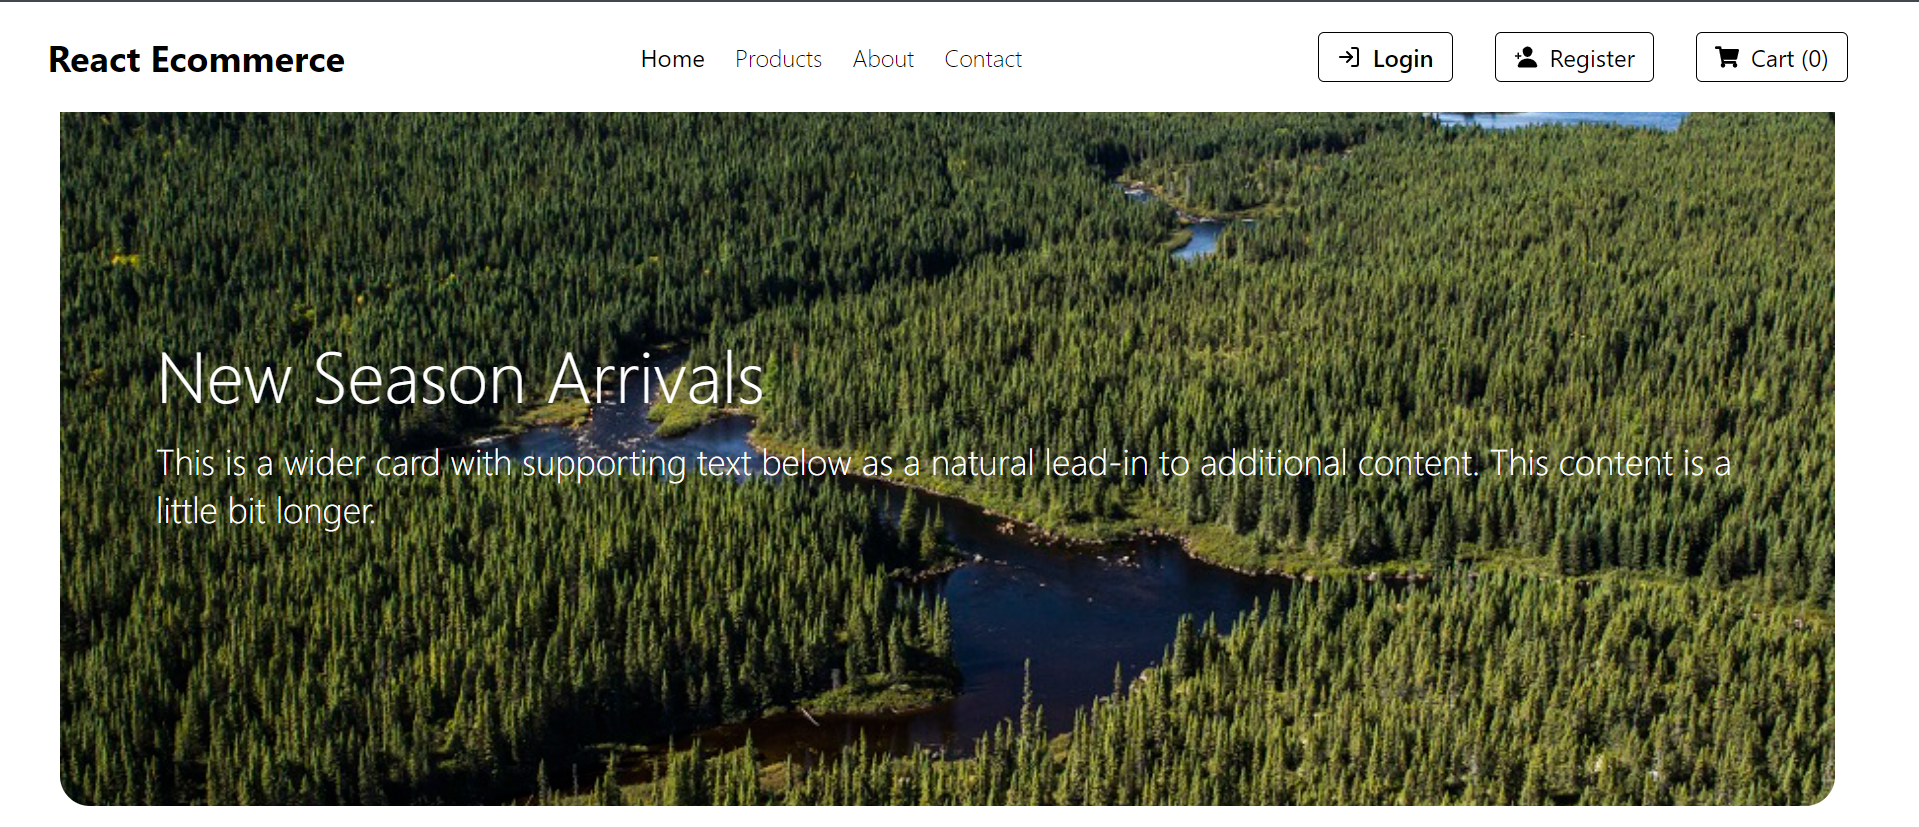 React Ecommerce
Home Products About Contact
Login Register Cart (0)
New Season Arrivals
This is a wider card with supporting text below as a natural lead-in to additional content. This content is a
little bit longer.